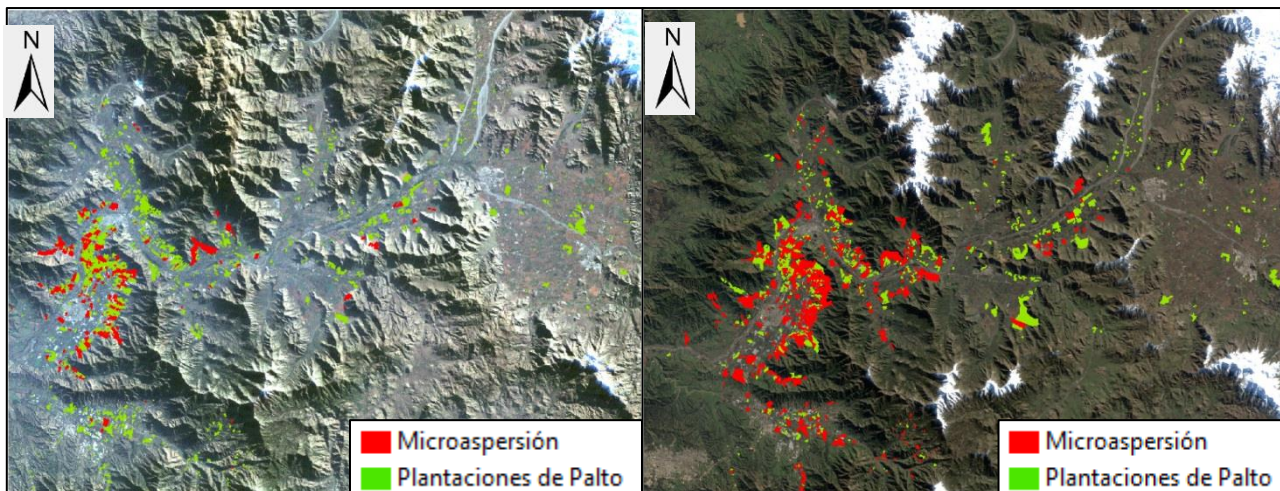 N
Microaspersión
Plantaciones de Palto
N
Microaspersión
Plantaciones de Palto